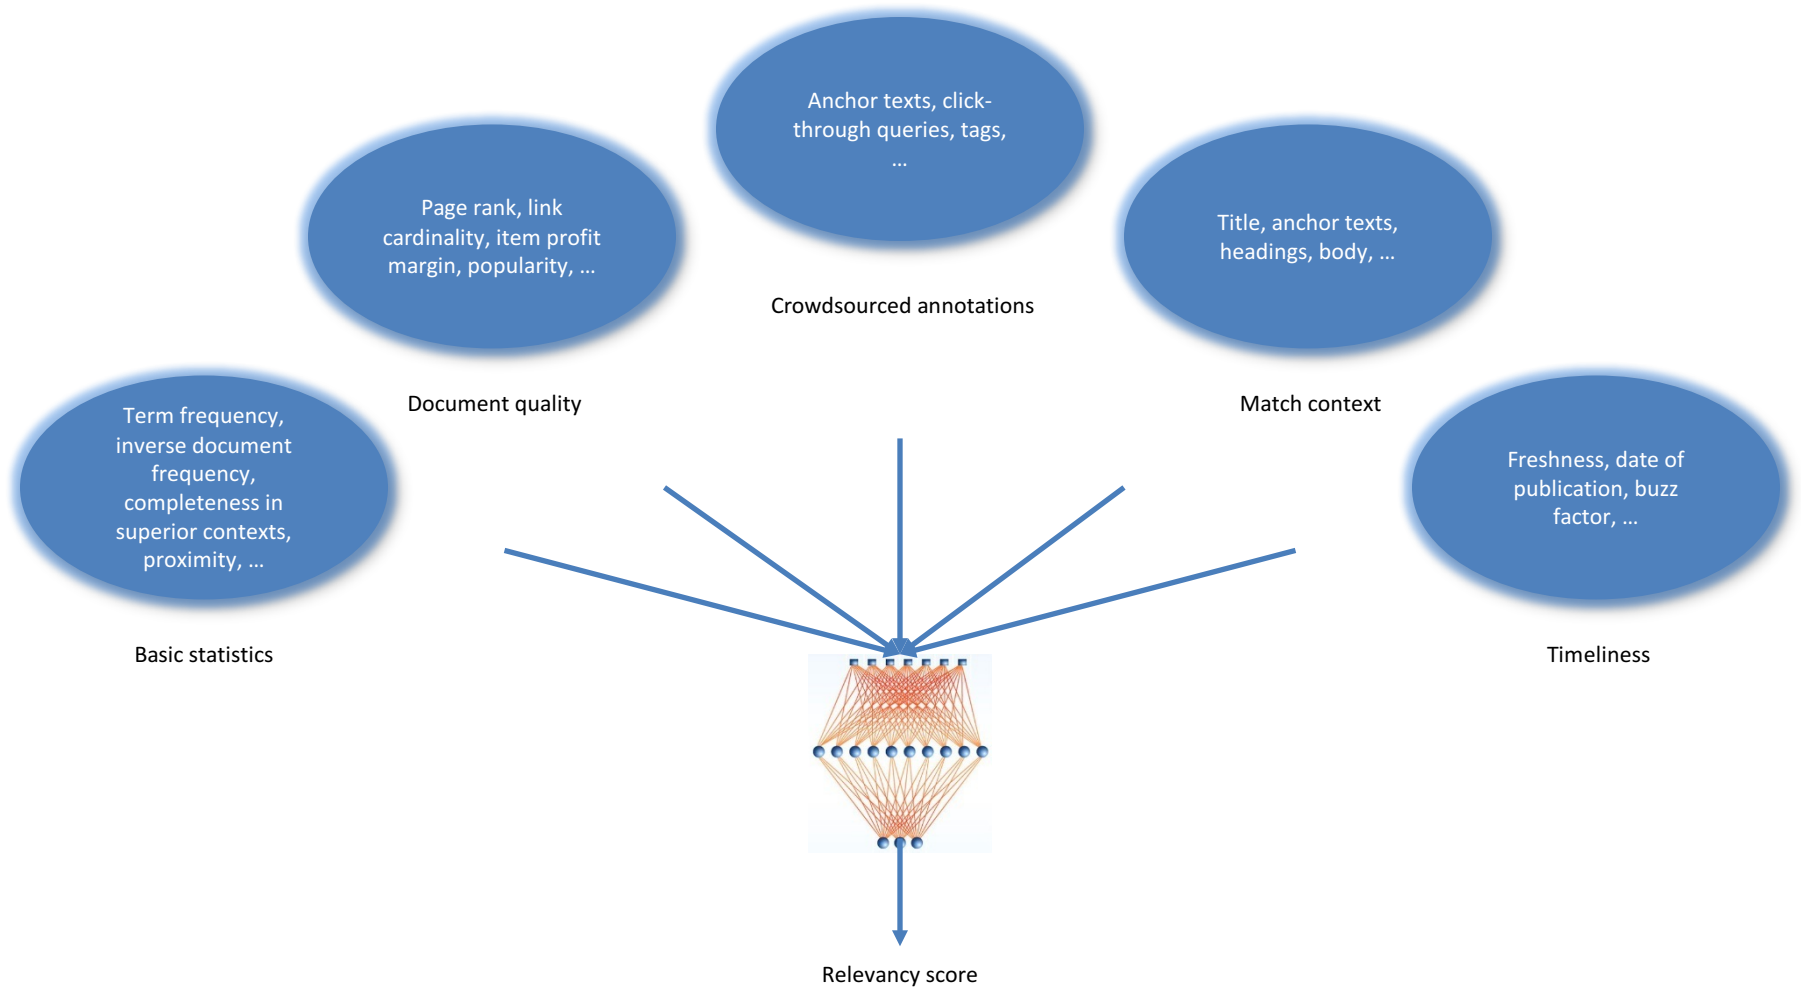 Anchor texts, click-
through queries, tags,
…
Crowdsourced annotations
Page rank, link
cardinality, item profit
margin, popularity, …
Document quality
Title, anchor texts,
headings, body, …
Match context
Term frequency,
inverse document
frequency,
completeness in
superior contexts,
proximity, …
Basic statistics
Freshness, date of
publication, buzz
factor, …
Timeliness
Relevancy score